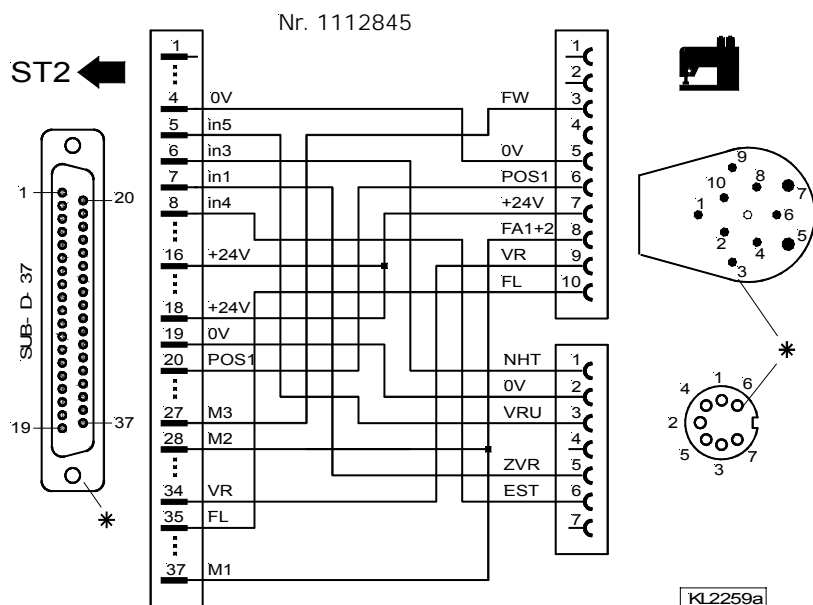 Nr. 1112845
ST2
1
4 0V
5 in5
6 in3
7 in1
8 in4
16 +24V
18 +24V
19 0V
20 POS1
27 M3
28 M2
34 VR
35 FL
37 M1
1
2
FW 3
4
0V 5
POS1 6
+24V 7
FA1+2 8
VR 9
FL 10
NHT 1
0V 2
VRU 3
4
ZVR 5
EST 6
7
SUB-D-37
1 20
19 37
*
9
8 7
10
1 6
2 4 5
3
*
1
4 6
2
5 7
3
KL2259a